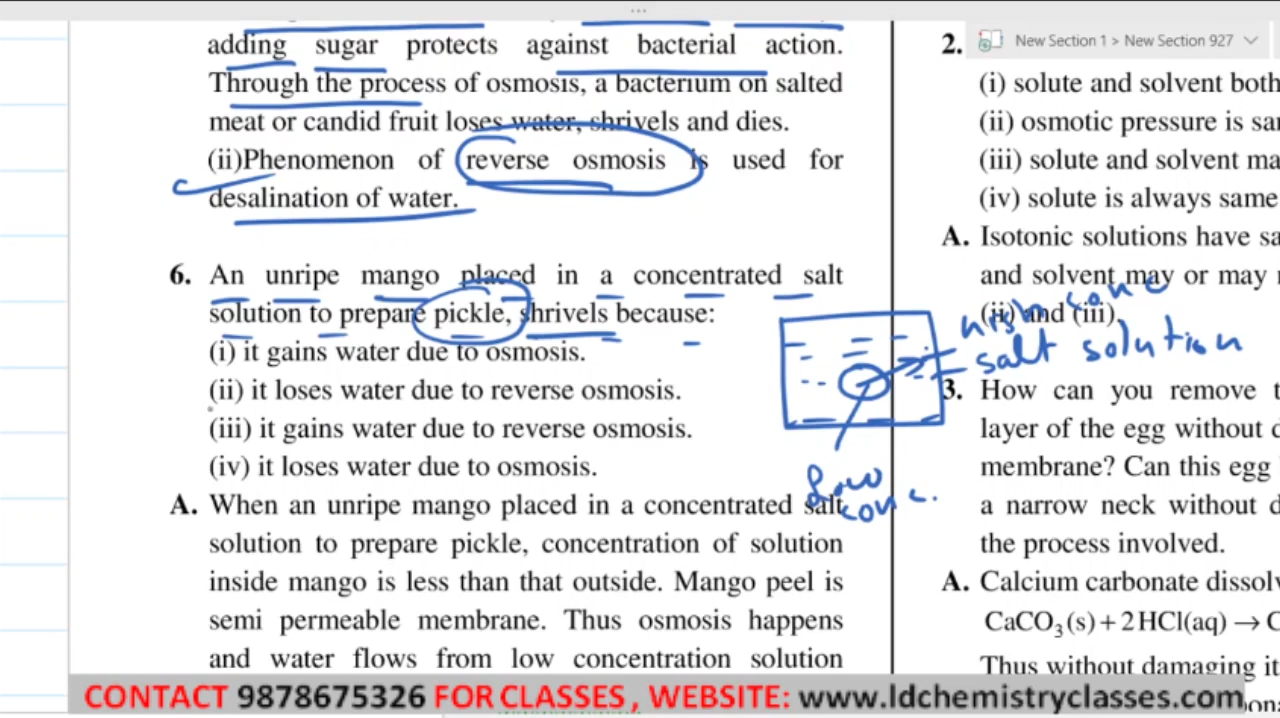 ...
adding sugar protects against bacterial action.
Through the process of osmosis, a bacterium on salted
meat or candid fruit loses water, shrivels and dies.
(ii)Phenomenon of reverse osmosis is used for
desalination of water.
6. An unripe mango placed in a concentrated salt
solution to prepare pickle, shrivels because:
(i) it gains water due to osmosis.
(ii) it loses water due to reverse osmosis.
(iii) it gains water due to reverse osmosis.
(iv) it loses water due to osmosis.
A. When an unripe mango placed in a concentrated salt
solution to prepare pickle, concentration of solution
inside mango is less than that outside. Mango peel is
semi permeable membrane. Thus osmosis happens
and water flows from low concentration solution
high conc
salt solution
low
conc.
2.
New Section 1 > New Section 927
(i) solute and solvent both
(ii) osmotic pressure is
(iii) solute and solvent
(iv) solute is always same
A. Isotonic solutions have
and solvent may or may
(ii) and (iii).
3. How can you remove
layer of the egg without
membrane? Can this egg
a narrow neck without
the process involved.
A. Calcium carbonate
CaCO₃(s) + 2HCl(aq) →
Thus without damaging
CONTACT 9878675326 FOR CLASSES , WEBSITE: www.ldchemistryclasses.com